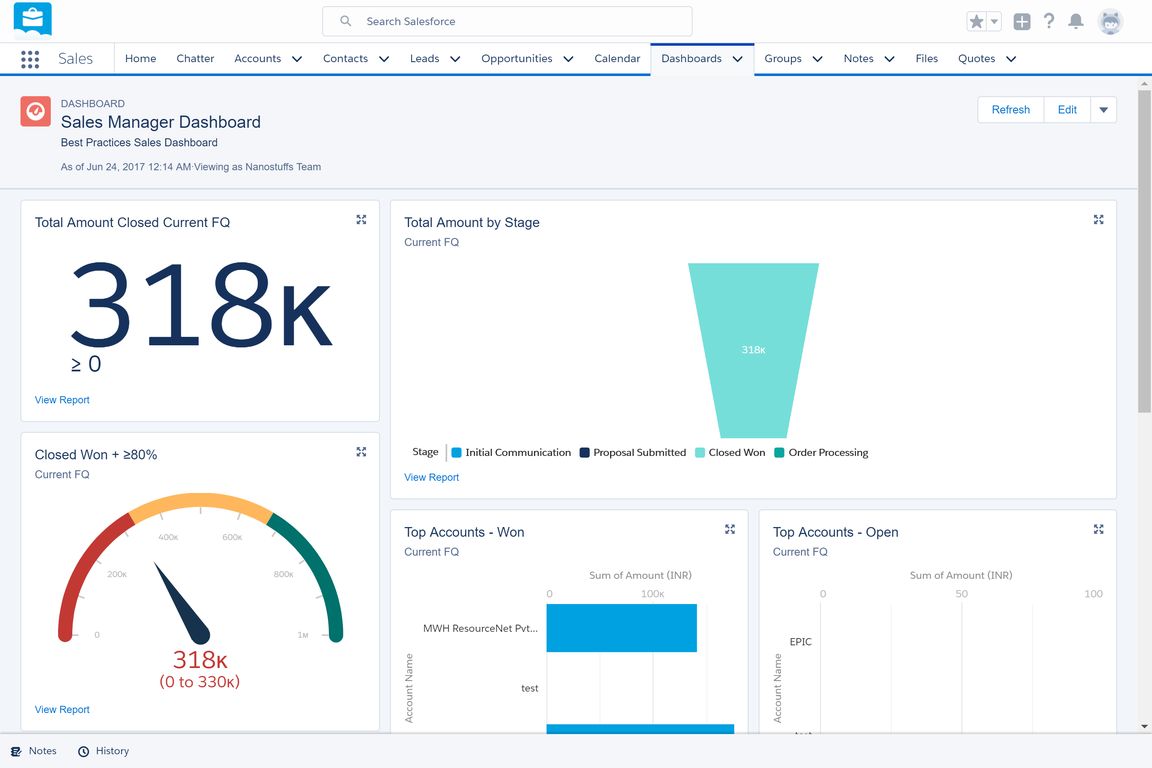 Search Salesforce
Sales
Home
Chatter
Accounts
Contacts
Leads
Opportunities
Calendar
Dashboards
Groups
Notes
Files
Quotes
DASHBOARD
Sales Manager Dashboard
Best Practices Sales Dashboard
As of Jun 24, 2017 12:14 AM·Viewing as Nanostuffs Team
Refresh
Edit
Total Amount Closed Current FQ
318K
≥ 0
View Report
Total Amount by Stage
Current FQ
318K
Stage
Initial Communication
Proposal Submitted
Closed Won
Order Processing
View Report
Closed Won + ≥80%
Current FQ
0
200K
400K
600K
800K
1M
318K
(0 to 330K)
View Report
Top Accounts - Won
Current FQ
Sum of Amount (INR)
0
100K
Account Name
MWH ResourceNet Pvt...
test
Top Accounts - Open
Current FQ
Sum of Amount (INR)
0
50
100
Account Name
EPIC
Notes
History